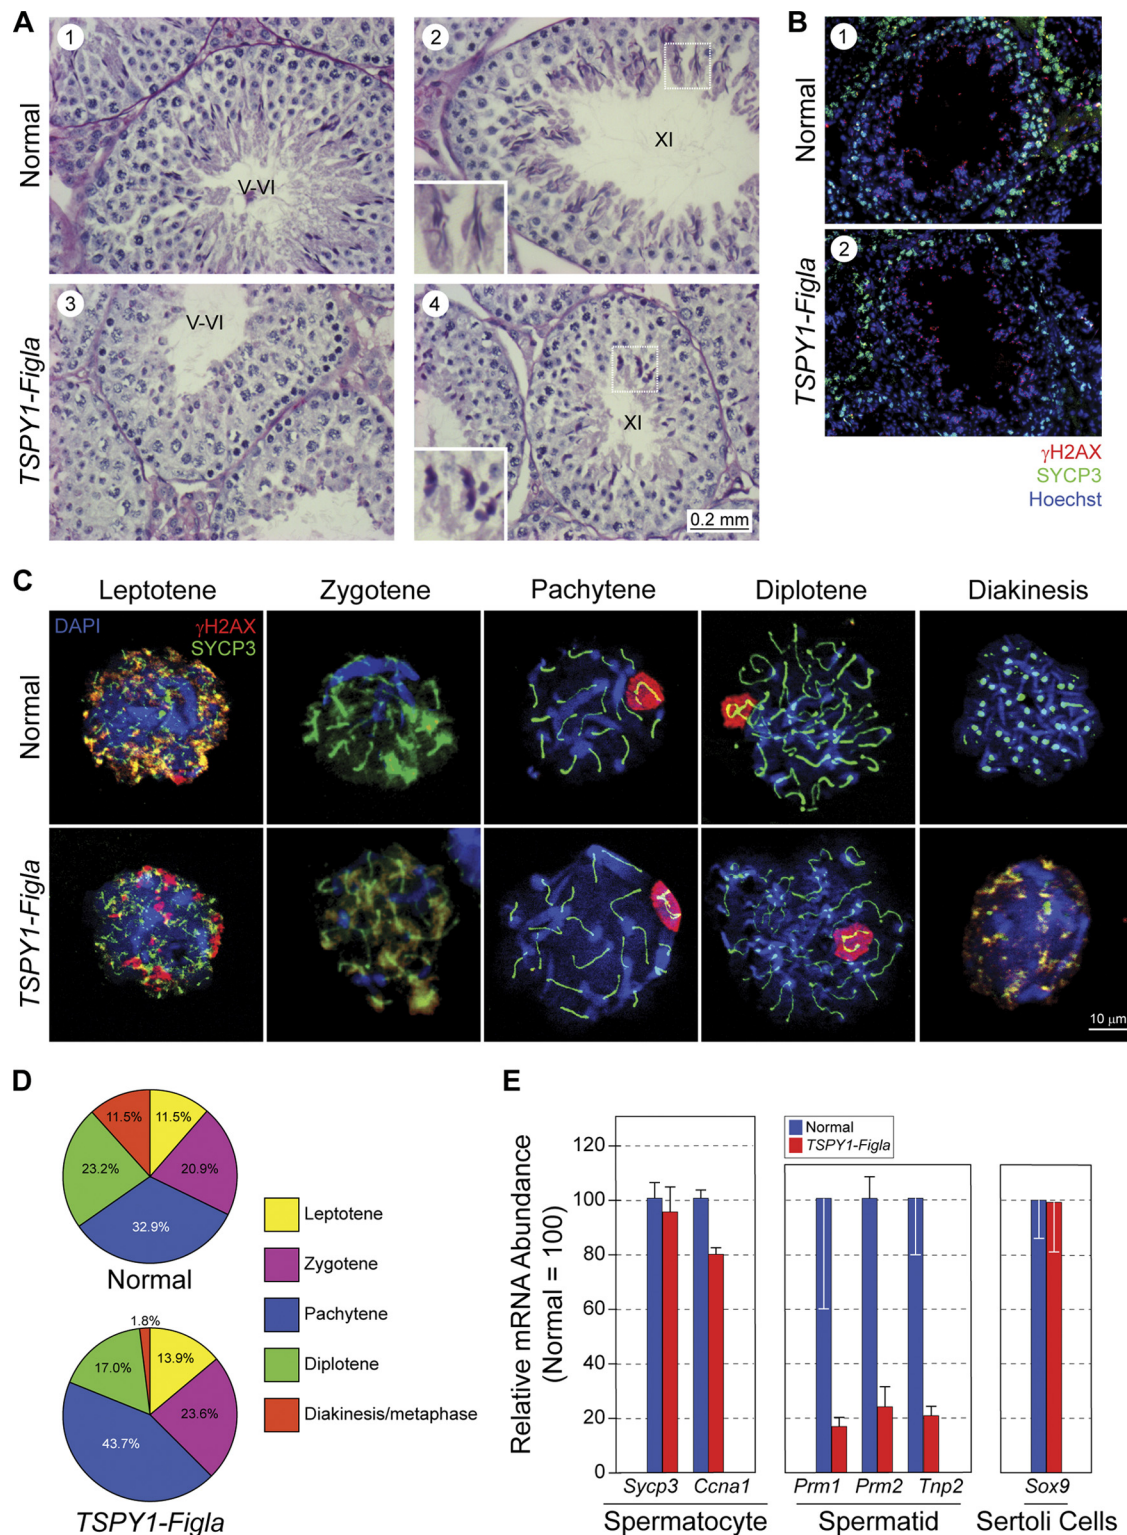 A
B
Normal
1
2
V-VI
XI
TSPY1-Figla
3
4
V-VI
XI
0.2 mm
Normal
1
TSPY1-Figla
2
γH2AX
SYCP3
Hoechst
C
Leptotene
Zygotene
Pachytene
Diplotene
Diakinesis
Normal
DAPI
γH2AX
SYCP3
TSPY1-Figla
10 μm
D
11.5%
11.5%
20.9%
23.2%
32.9%
Normal
1.8%
13.9%
17.0%
23.6%
43.7%
TSPY1-Figla
Leptotene
Zygotene
Pachytene
Diplotene
Diakinesis/metaphase
E
Relative mRNA Abundance
(Normal = 100)
120
100
80
60
40
20
0
Normal
TSPY1-Figla
Sycp3 Ccna1
Spermatocyte
Prm1 Prm2 Tnp2
Spermatid
Sox9
Sertoli Cells